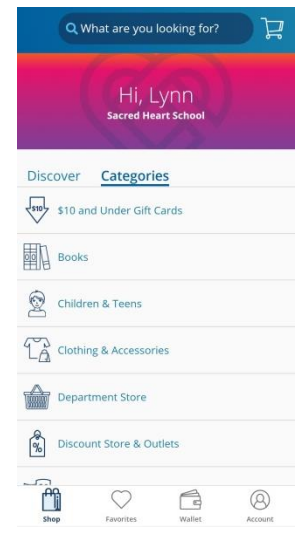 What are you looking for?
Hi, Lynn
Sacred Heart School
Discover Categories
$10 $10 and Under Gift Cards
Books
Children & Teens
Clothing & Accessories
Department Store
% Discount Store & Outlets
Shop Favorites Wallet Account